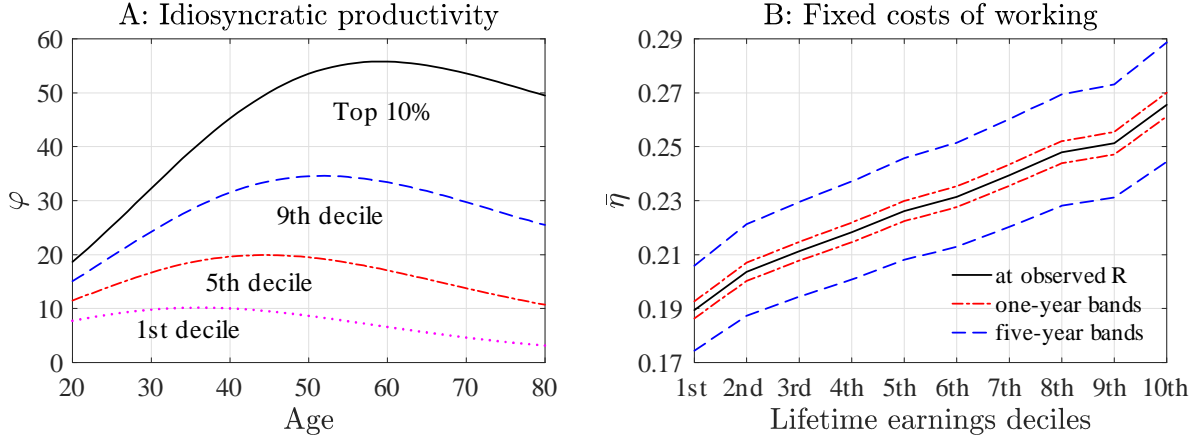 A: Idiosyncratic productivity
60
50
40
30
20
10
0
φ
Top 10%
9th decile
5th decile
1st decile
20 30 40 50 60 70 80
Age
B: Fixed costs of working
0.29
0.27
0.25
0.23
0.21
0.19
0.17
η̄
at observed R
one-year bands
five-year bands
1st 2nd 3rd 4th 5th 6th 7th 8th 9th 10th
Lifetime earnings deciles